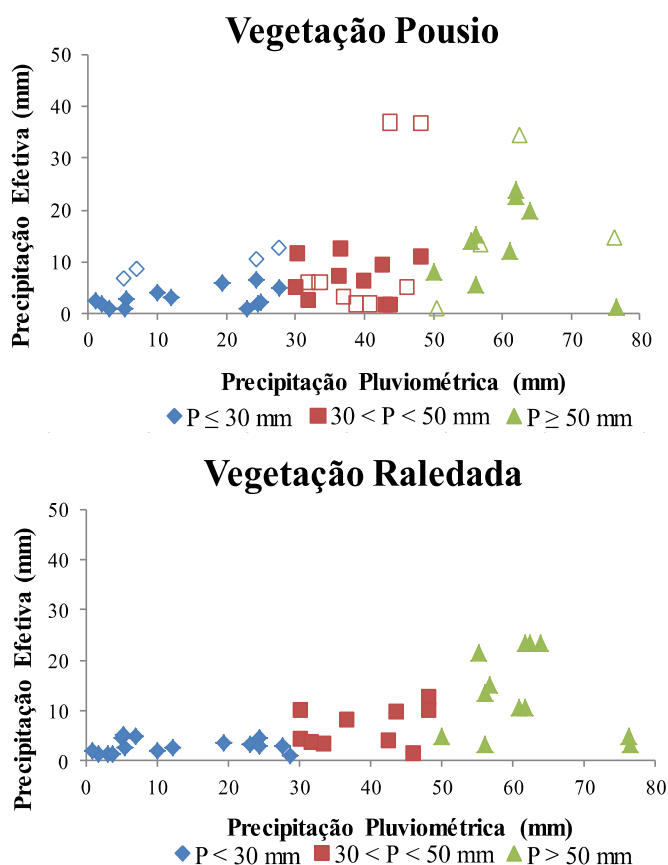 Vegetação Pousio
Precipitação Efetiva (mm)
50
40
30
20
10
0
0 10 20 30 40 50 60 70 80
Precipitação Pluviométrica (mm)
P ≤ 30 mm 30 < P < 50 mm P ≥ 50 mm
Vegetação Raledada
Precipitação Efetiva (mm)
50
40
30
20
10
0
0 10 20 30 40 50 60 70 80
Precipitação Pluviométrica (mm)
P < 30 mm 30 < P < 50 mm P > 50 mm